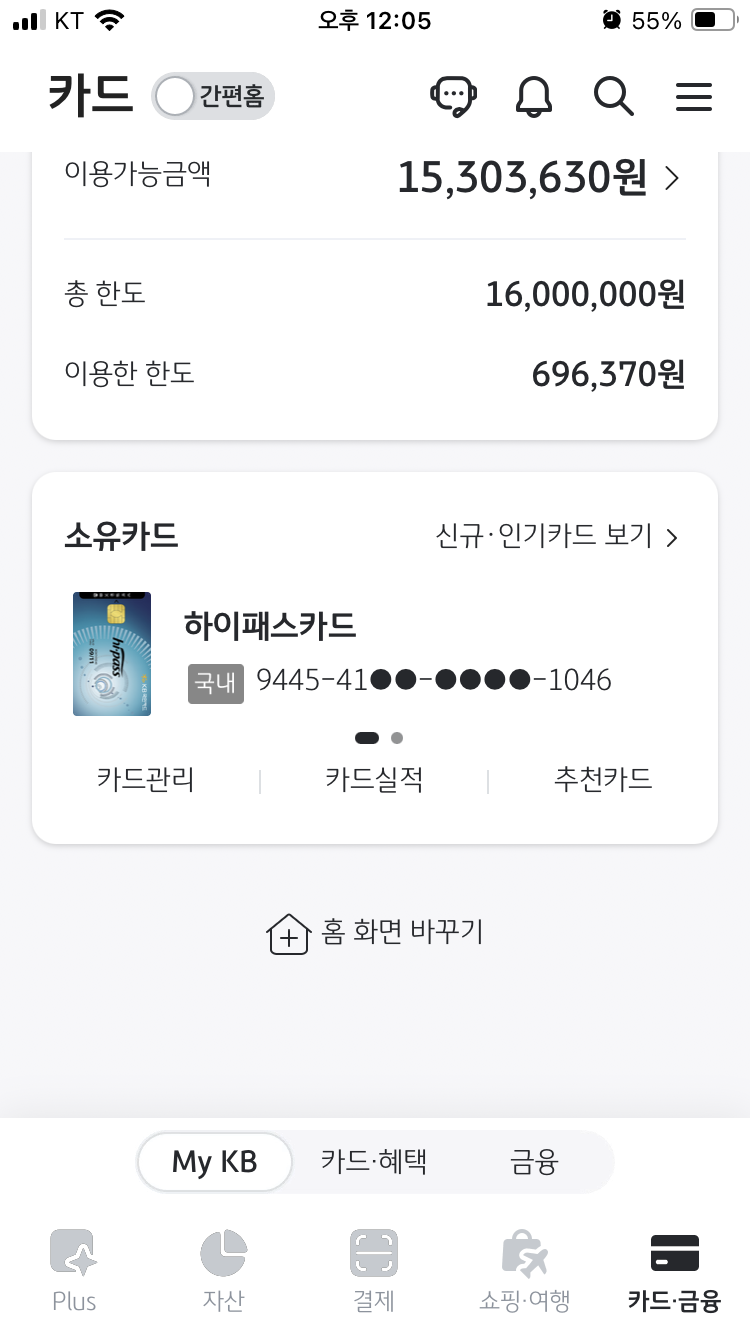 KT 오후 12:05 55%
카드 간편홈
이용가능금액 15,303,630원
총 한도 16,000,000원
이용한 한도 696,370원
소유카드 신규·인기카드 보기
하이패스카드
hi-pass
국내 9445-41●●-●●●●-1046
카드관리 카드실적 추천카드
홈 화면 바꾸기
My KB 카드·혜택 금융
Plus 자산 결제 쇼핑·여행 카드·금융